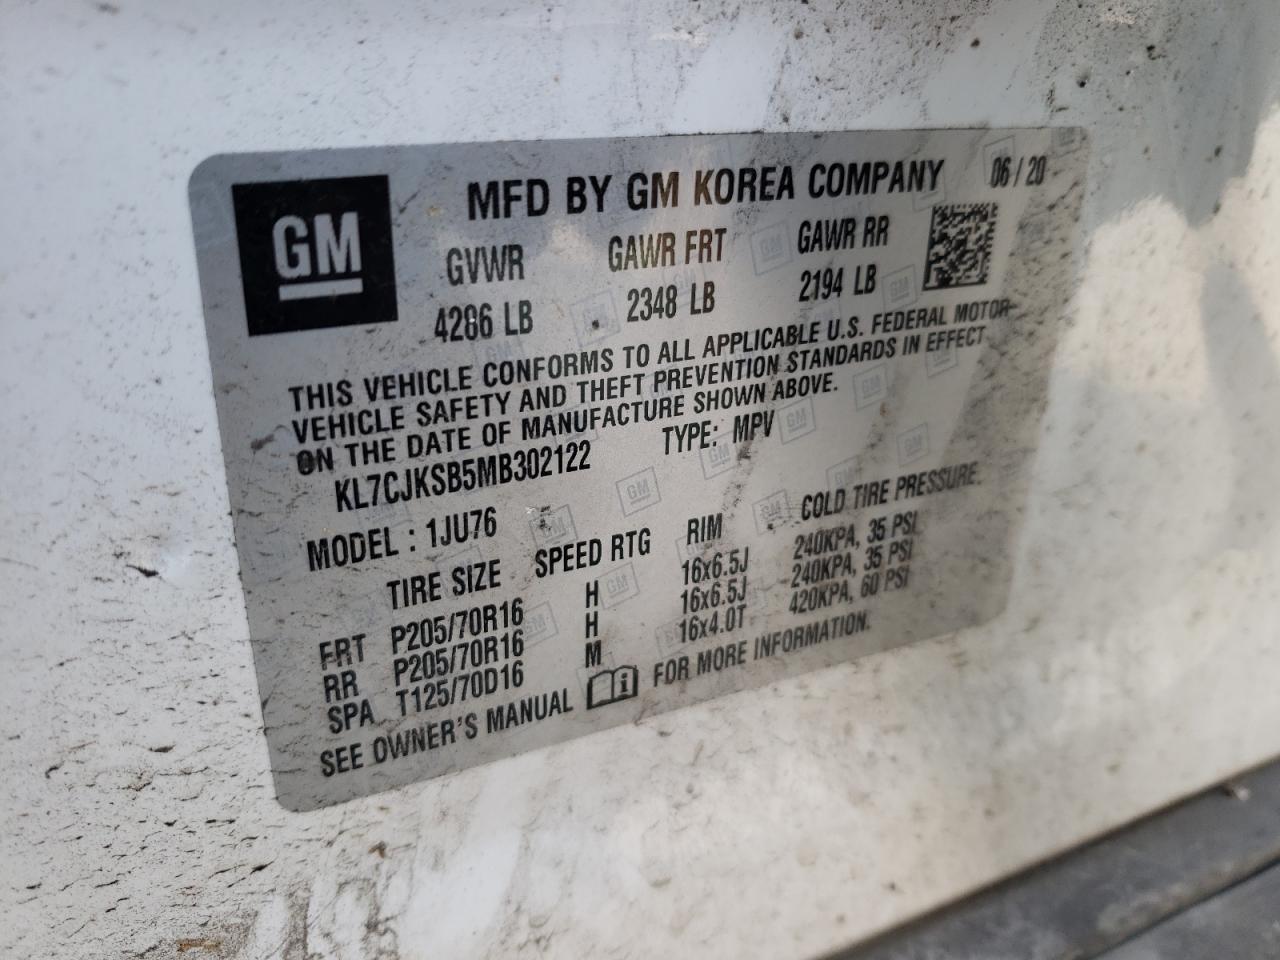 GM
MFD BY GM KOREA COMPANY 06/20
GVWR GAWR FRT GAWR RR
4286 LB 2348 LB 2194 LB
THIS VEHICLE CONFORMS TO ALL APPLICABLE U.S. FEDERAL MOTOR
VEHICLE SAFETY AND THEFT PREVENTION STANDARDS IN EFFECT
ON THE DATE OF MANUFACTURE SHOWN ABOVE.
KL7CJKSB5MB302122 TYPE: MPV
MODEL : 1JU76
TIRE SIZE SPEED RTG RIM COLD TIRE PRESSURE
FRT P205/70R16 H 16x6.5J 240KPA, 35 PSI
RR P205/70R16 H 16x6.5J 240KPA, 35 PSI
SPA T125/70D16 M 16x4.0T 420KPA, 60 PSI
SEE OWNER'S MANUAL FOR MORE INFORMATION.